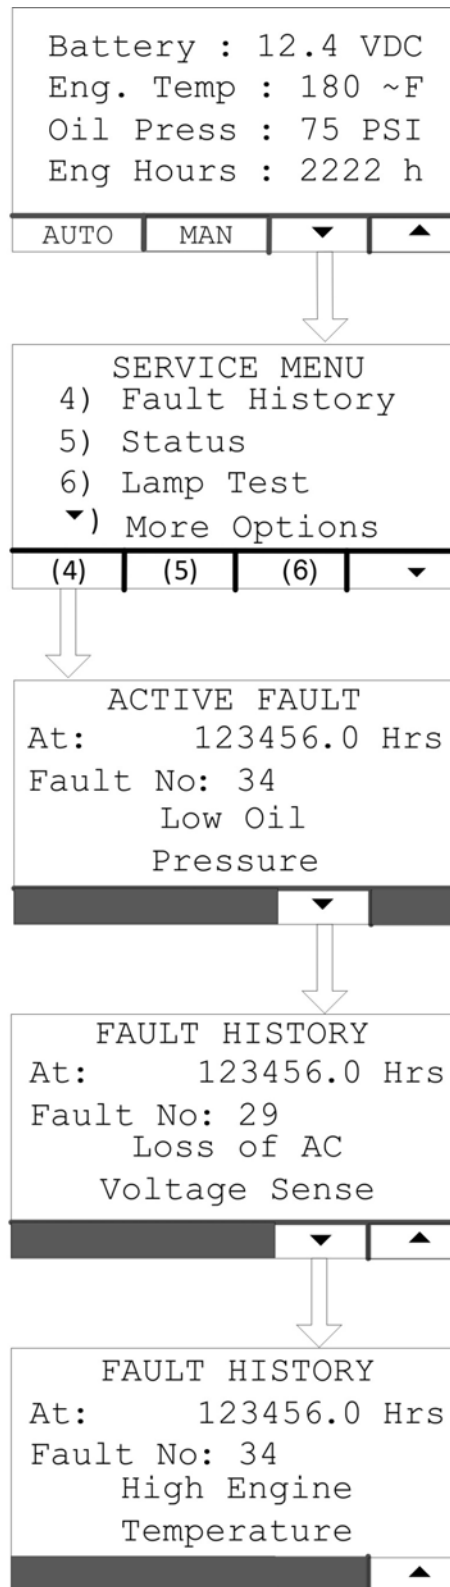 Battery : 12.4 VDC
Eng. Temp : 180 ~F
Oil Press : 75 PSI
Eng Hours : 2222 h
AUTO MAN ▼ ▲
SERVICE MENU
4) Fault History
5) Status
6) Lamp Test
▼) More Options
(4) (5) (6) ▼
ACTIVE FAULT
At: 123456.0 Hrs
Fault No: 34
Low Oil
Pressure
▼
FAULT HISTORY
At: 123456.0 Hrs
Fault No: 29
Loss of AC
Voltage Sense
▼ ▲
FAULT HISTORY
At: 123456.0 Hrs
Fault No: 34
High Engine
Temperature
▲